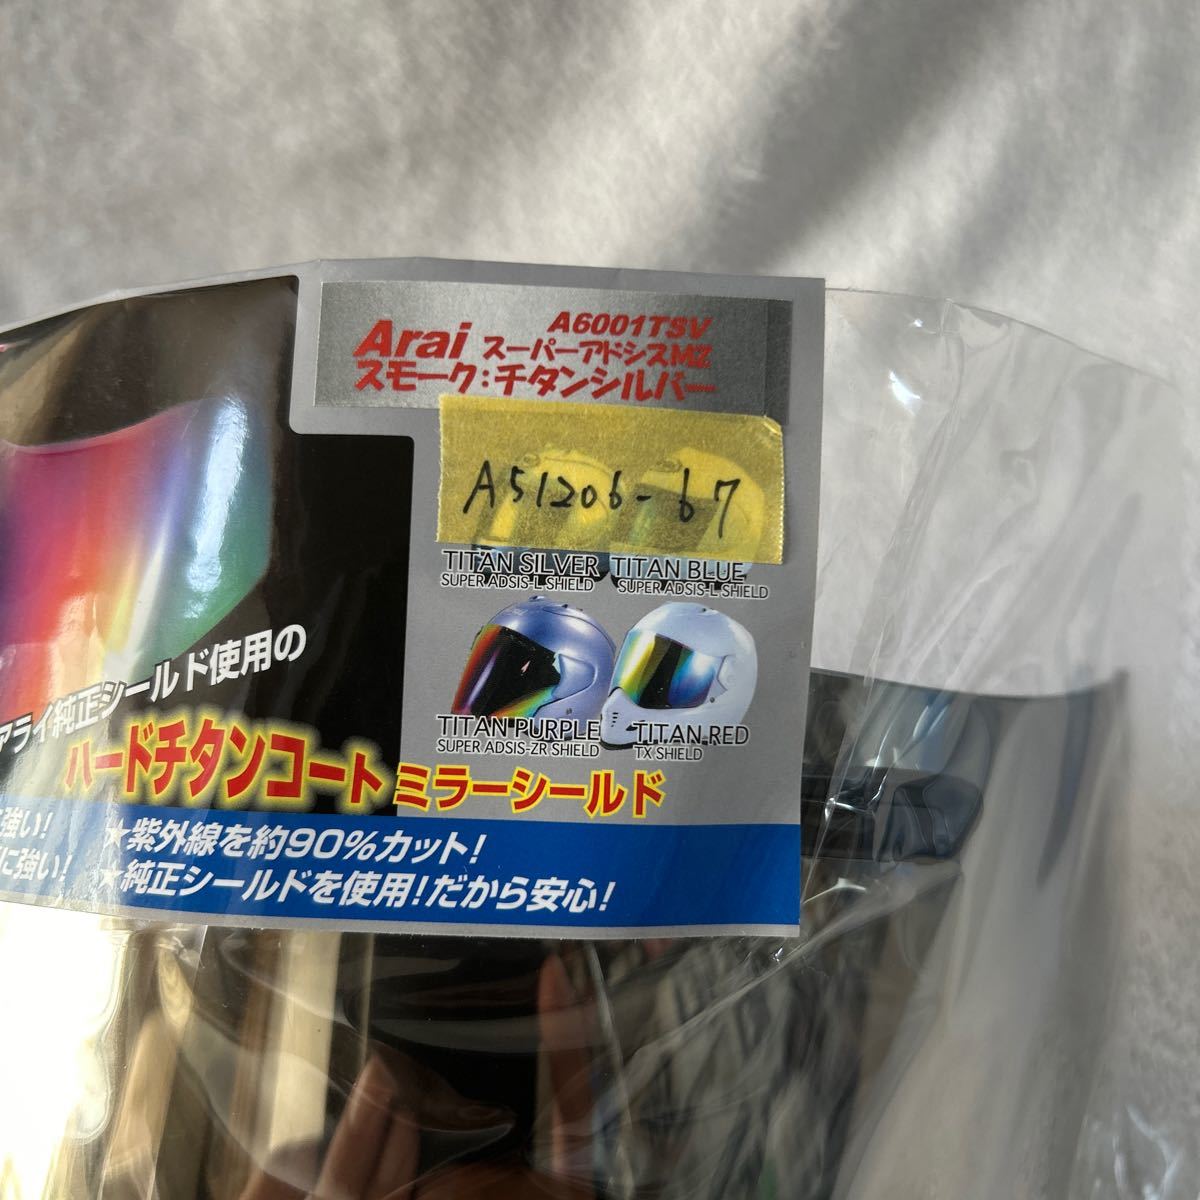 A6001TSV
Arai スーパーアドシスMZ
スモーク:チタンシルバー
A51206-67
TITAN SILVER TITAN BLUE
SUPER ADSIS-L SHIELD SUPER ADSIS-L SHIELD
TITAN PURPLE TITAN RED
SUPER ADSIS-ZR SHIELD TX SHIELD
アライ純正シールド使用の
ハードチタンコート ミラーシールド
強い! ★紫外線を約90%カット!
に強い! ★純正シールドを使用!だから安心!